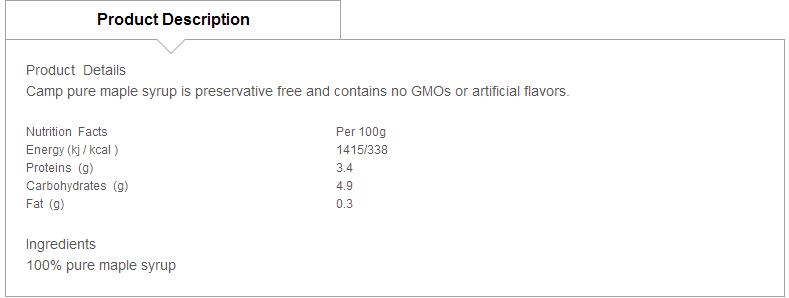 Product Description
Product Details
Camp pure maple syrup is preservative free and contains no GMOs or artificial flavors.
Nutrition Facts Per 100g
Energy (kj / kcal ) 1415/338
Proteins (g) 3.4
Carbohydrates (g) 4.9
Fat (g) 0.3
Ingredients
100% pure maple syrup